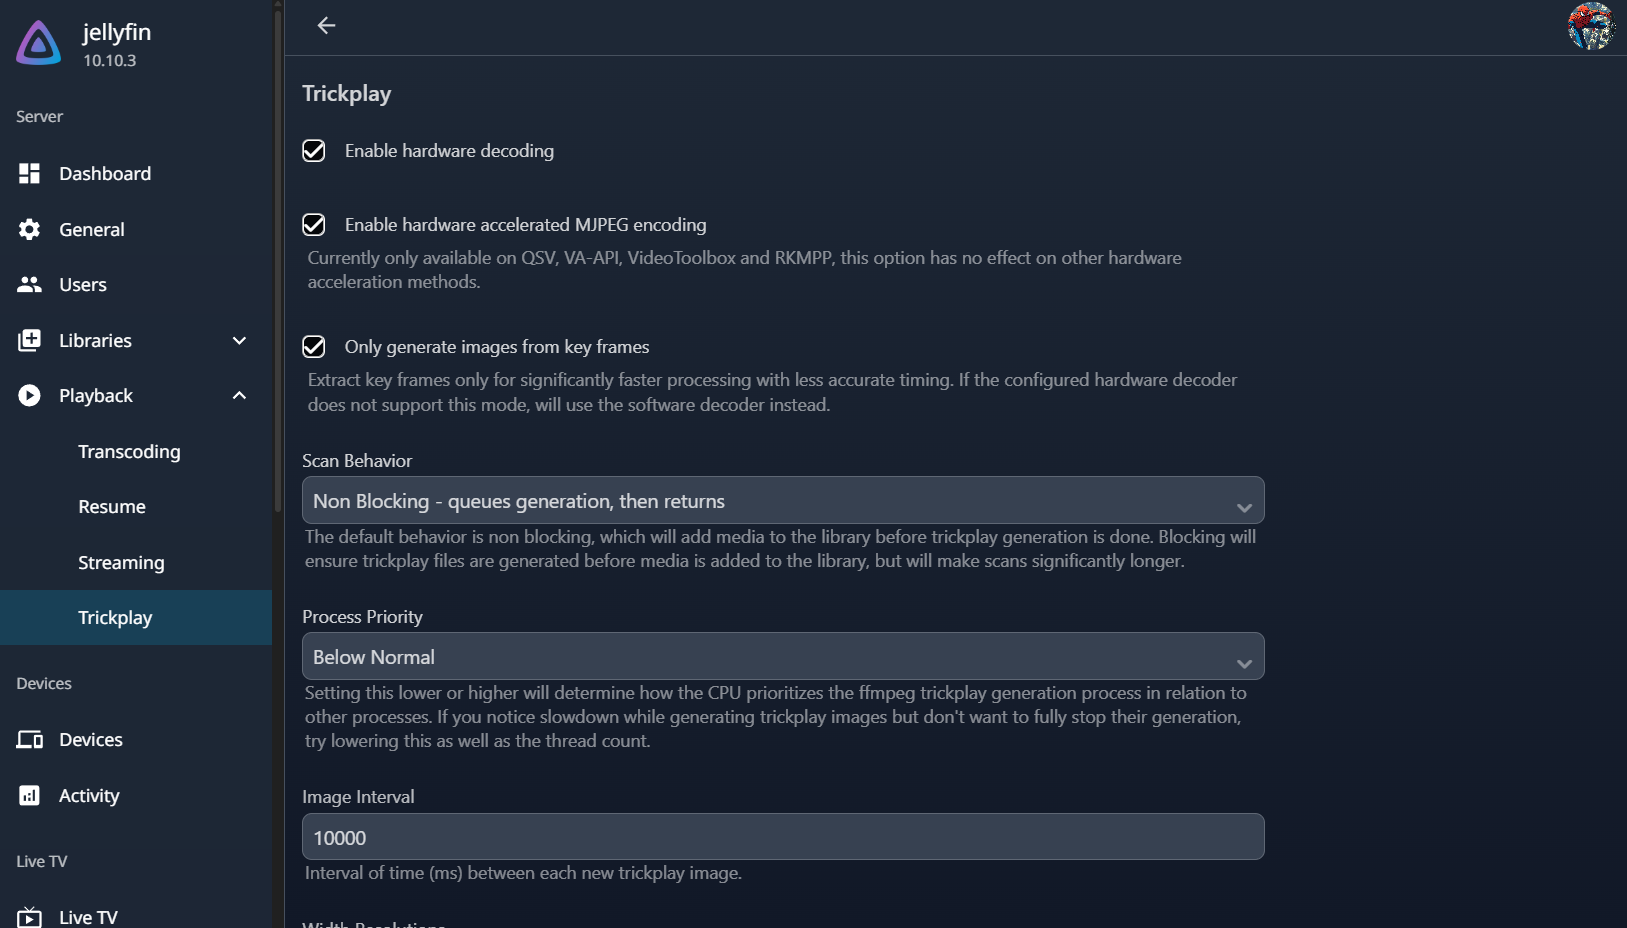 jellyfin
10.10.3
Server
Dashboard
General
Users
Libraries
Playback
Transcoding
Resume
Streaming
Trickplay
Devices
Devices
Activity
Live TV
Live TV
Trickplay
Enable hardware decoding
Enable hardware accelerated MJPEG encoding
Currently only available on QSV, VA-API, VideoToolbox and RKMPP, this option has no effect on other hardware
acceleration methods.
Only generate images from key frames
Extract key frames only for significantly faster processing with less accurate timing. If the configured hardware decoder
does not support this mode, will use the software decoder instead.
Scan Behavior
Non Blocking - queues generation, then returns
The default behavior is non blocking, which will add media to the library before trickplay generation is done. Blocking will
ensure trickplay files are generated before media is added to the library, but will make scans significantly longer.
Process Priority
Below Normal
Setting this lower or higher will determine how the CPU prioritizes the ffmpeg trickplay generation process in relation to
other processes. If you notice slowdown while generating trickplay images but don't want to fully stop their generation,
try lowering this as well as the thread count.
Image Interval
10000
Interval of time (ms) between each new trickplay image.
Width Resolutions